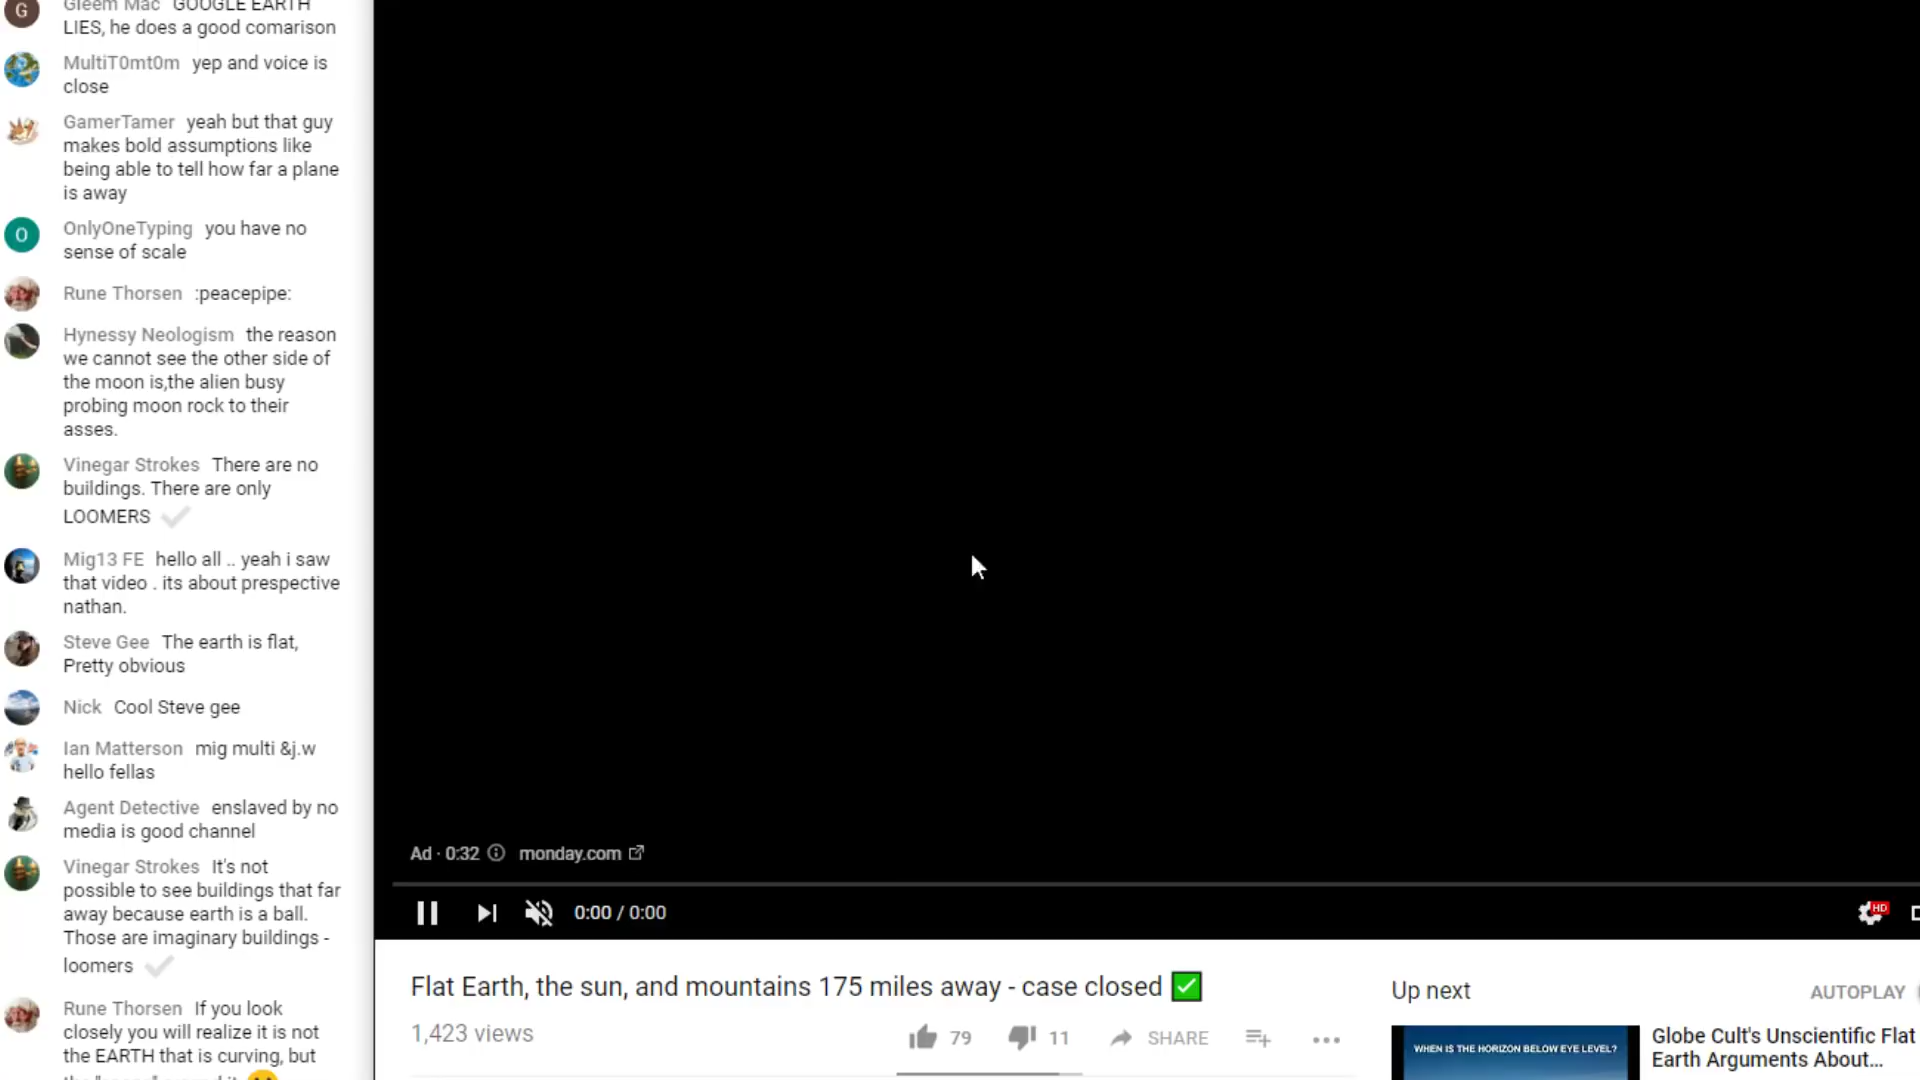 G
Gleem Mac GOOGLE EARTH
LIES, he does a good comarison
MultiT0mt0m yep and voice is
close
GamerTamer yeah but that guy
makes bold assumptions like
being able to tell how far a plane
is away
O
OnlyOneTyping you have no
sense of scale
Rune Thorsen :peacepipe:
Hynessy Neologism the reason
we cannot see the other side of
the moon is,the alien busy
probing moon rock to their
asses.
Vinegar Strokes There are no
buildings. There are only
LOOMERS
Mig13 FE hello all .. yeah i saw
that video . its about prespective
nathan.
Steve Gee The earth is flat,
Pretty obvious
Nick Cool Steve gee
Ian Matterson mig multi &j.w
hello fellas
Agent Detective enslaved by no
media is good channel
Vinegar Strokes It's not
possible to see buildings that far
away because earth is a ball.
Those are imaginary buildings -
loomers
Rune Thorsen If you look
closely you will realize it is not
the EARTH that is curving, but
Ad · 0:32 monday.com
0:00 / 0:00
HD
Flat Earth, the sun, and mountains 175 miles away - case closed ✅
1,423 views
79 11 SHARE
Up next AUTOPLAY
WHEN IS THE HORIZON BELOW EYE LEVEL?
Globe Cult's Unscientific Flat
Earth Arguments About...